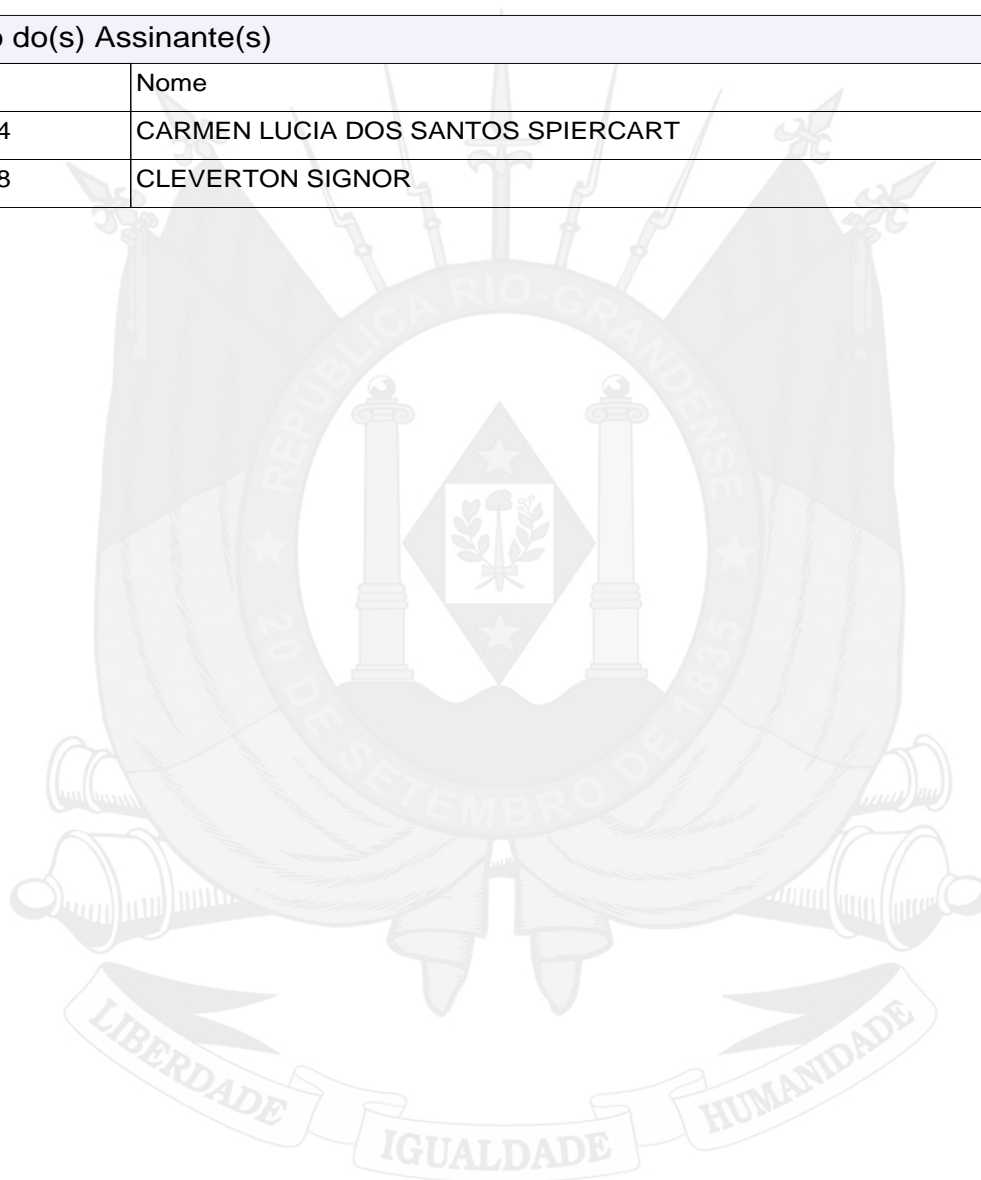 o do(s) Assinante(s)
Nome
4 CARMEN LUCIA DOS SANTOS SPIERCART
8 CLEVERTON SIGNOR
REPÚBLICA RIO-GRANDENSE
★ 20 DE SETEMBRO DE 1835 ★
LIBERDADE IGUALDADE HUMANIDADE